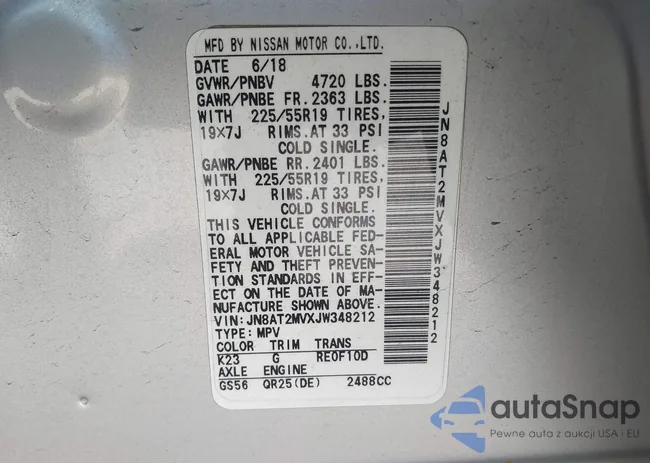 MFD BY NISSAN MOTOR CO.,LTD.
DATE 6/18
GVWR/PNBV 4720 LBS.
GAWR/PNBE FR.2363 LBS.
WITH 225/55R19 TIRES,
19X7J RIMS.AT 33 PSI
COLD SINGLE.
GAWR/PNBE RR.2401 LBS.
WITH 225/55R19 TIRES,
19X7J RIMS.AT 33 PSI
COLD SINGLE.
THIS VEHICLE CONFORMS
TO ALL APPLICABLE FED-
ERAL MOTOR VEHICLE SA-
FETY AND THEFT PREVEN-
TION STANDARDS IN EFF-
ECT ON THE DATE OF MA-
NUFACTURE SHOWN ABOVE.
VIN:JN8AT2MVXJW348212
TYPE:MPV
COLOR TRIM TRANS
K23 G RE0F10D
AXLE ENGINE
GS56 QR25(DE) 2488CC
JN8AT2MVXJW348212
autaSnap
Pewne auta z aukcji USA i EU